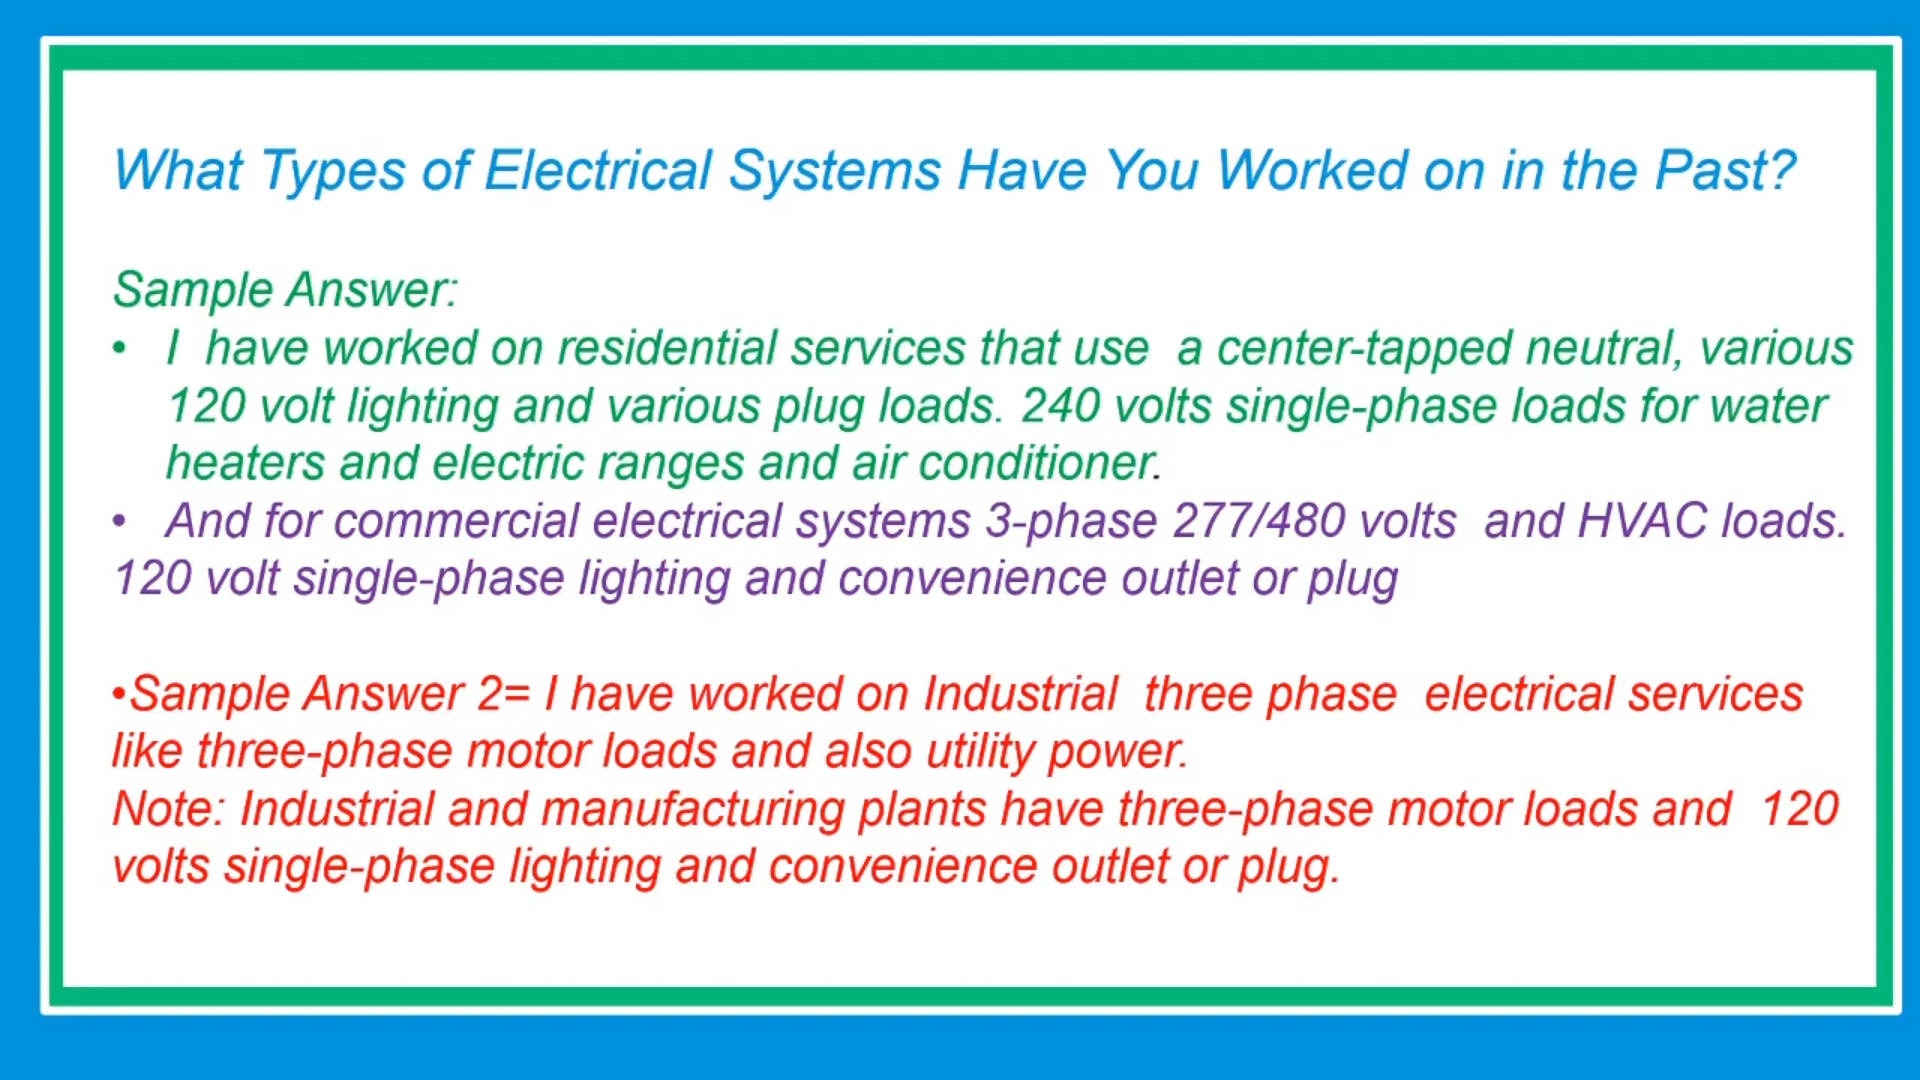 What Types of Electrical Systems Have You Worked on in the Past?
Sample Answer:
• I have worked on residential services that use a center-tapped neutral, various
120 volt lighting and various plug loads. 240 volts single-phase loads for water
heaters and electric ranges and air conditioner.
• And for commercial electrical systems 3-phase 277/480 volts and HVAC loads.
120 volt single-phase lighting and convenience outlet or plug
•Sample Answer 2= I have worked on Industrial three phase electrical services
like three-phase motor loads and also utility power.
Note: Industrial and manufacturing plants have three-phase motor loads and 120
volts single-phase lighting and convenience outlet or plug.